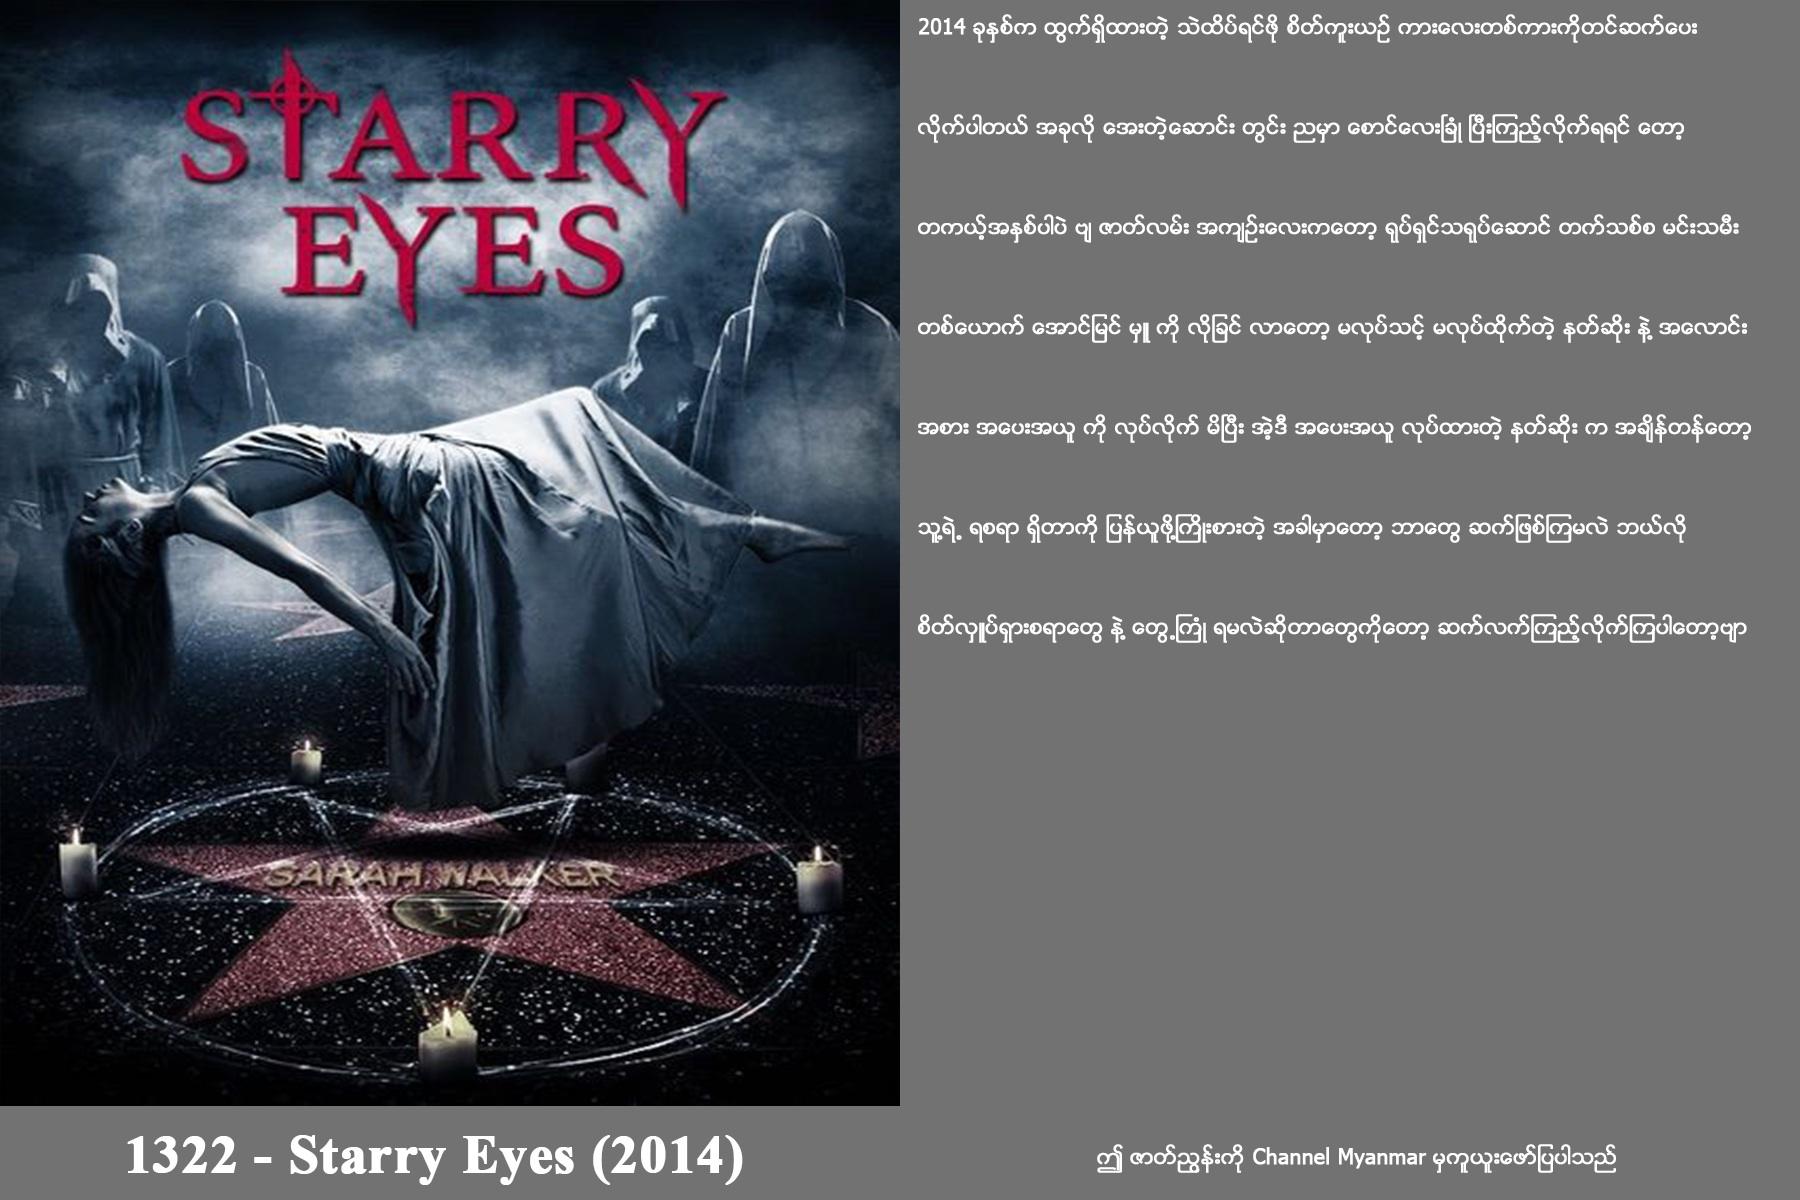 STARRY
EYES
SARAH WALKER
1322 - Starry Eyes (2014)
2014 ခုနှစ်က ထွက်ရှိထားတဲ့ သဲထိပ်ရင်ဖို စိတ်ကူးယဉ် ကားလေးတစ်ကားကိုတင်ဆက်ပေး
လိုက်ပါတယ် အခုလို အေးတဲ့ဆောင်း တွင်း ညမှာ စောင်လေးခြုံ ပြီးကြည့်လိုက်ရရင် တော့
တကယ့်အနှစ်ပါပဲ ဗျ ဇာတ်လမ်း အကျဉ်းလေးကတော့ ရုပ်ရှင်သရုပ်ဆောင် တက်သစ်စ မင်းသမီး
တစ်ယောက် အောင်မြင် မှူ ကို လိုခြင် လာတော့ မလုပ်သင့် မလုပ်ထိုက်တဲ့ နတ်ဆိုး နဲ့ အလောင်း
အစား အပေးအယူ ကို လုပ်လိုက် မိပြီး အဲ့ဒီ အပေးအယူ လုပ်ထားတဲ့ နတ်ဆိုး က အချိန်တန်တော့
သူ့ရဲ့ ရစရာ ရှိတာကို ပြန်ယူဖို့ကြိုးစားတဲ့ အခါမှာတော့ ဘာတွေ ဆက်ဖြစ်ကြမလဲ ဘယ်လို
စိတ်လှူပ်ရှားစရာတွေ နဲ့ တွေ့ကြုံ ရမလဲဆိုတာတွေကိုတော့ ဆက်လက်ကြည့်လိုက်ကြပါတော့ဗျာ
ဤ ဇာတ်ညွှန်းကို Channel Myanmar မှကူယူးဖော်ပြပါသည်